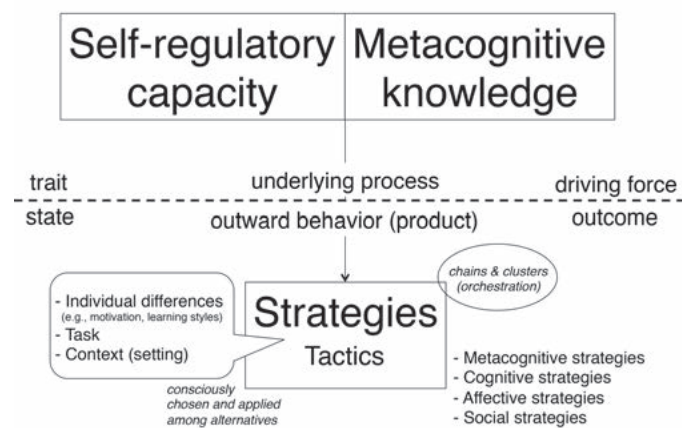 Self-regulatory
capacity
Metacognitive
knowledge
trait
underlying process
driving force
state
outward behavior (product)
outcome
chains & clusters
(orchestration)
- Individual differences
(e.g., motivation, learning styles)
- Task
- Context (setting)
Strategies
Tactics
consciously
chosen and applied
among alternatives
- Metacognitive strategies
- Cognitive strategies
- Affective strategies
- Social strategies